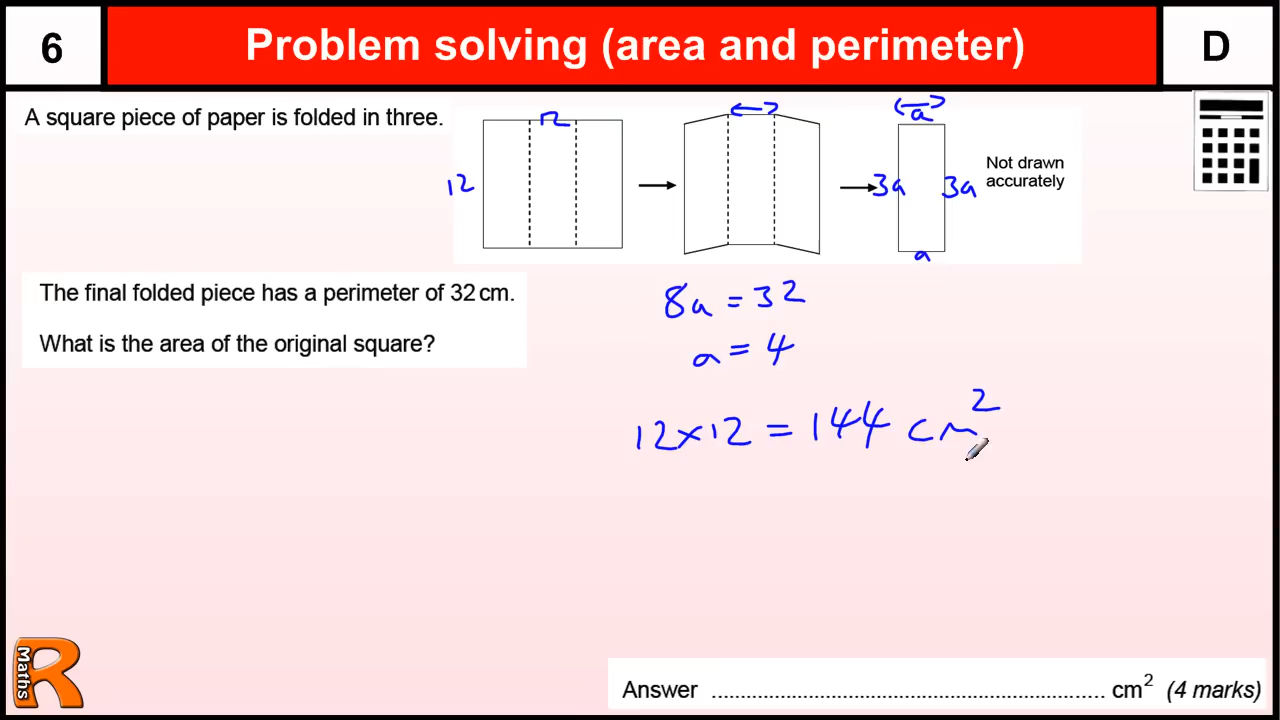 6
Problem solving (area and perimeter)
D
A square piece of paper is folded in three.
12
12
a
3a
3a
a
Not drawn
accurately
The final folded piece has a perimeter of 32 cm.
What is the area of the original square?
8a = 32
a = 4
12 × 12 = 144 cm²
R
Maths
Answer ................................................................... cm² (4 marks)